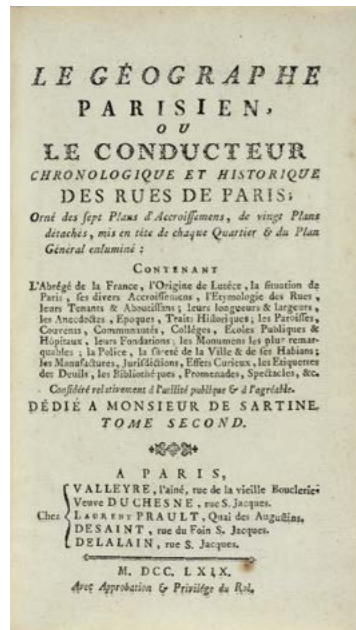 LE GÉOGRAPHE
PARISIEN,
OU
LE CONDUCTEUR
CHRONOLOGIQUE ET HISTORIQUE
DES RUES DE PARIS;
Orné des sept Plans d'Accroissemens, de vingt Plans
détachés, mis en tête de chaque Quartier & du Plan
Général enluminé :
CONTENANT
L'Abrégé de la France, l'Origine de Lutéce, la situation de
Paris, ses divers Accroissemens, l'Etymologie des Rues,
leurs Tenants & Aboutissans; leurs longueurs & largeurs,
les Anecdotes, Epoques, Traits Historiques; les Paroisses,
Couvents, Communautés, Colléges, Ecoles Publiques &
Hôpitaux, leurs Fondations; les Monumens les plus remar-
quables; la Police, la sûreté de la Ville & de ses Habitans;
les Manufactures, Jurisdictions, Effets Curieux, les Etiquettes
des Deuils, les Bibliothéques, Promenades, Spectacles, &c.
Considéré relativement à l'utilité publique & à l'agréable.
DÉDIÉ A MONSIEUR DE SARTINE.
TOME SECOND.
A PARIS,
VALLEYRE, l'aîné, rue de la vieille Bouclerie.
Veuve DUCHESNE, rue S. Jacques.
Chez LAURENT PRAULT, Quai des Augustins.
DESAINT, rue du Foin S. Jacques.
DELALAIN, rue S. Jacques.
M. DCC. LXIX.
Avec Approbation & Privilége du Roi.